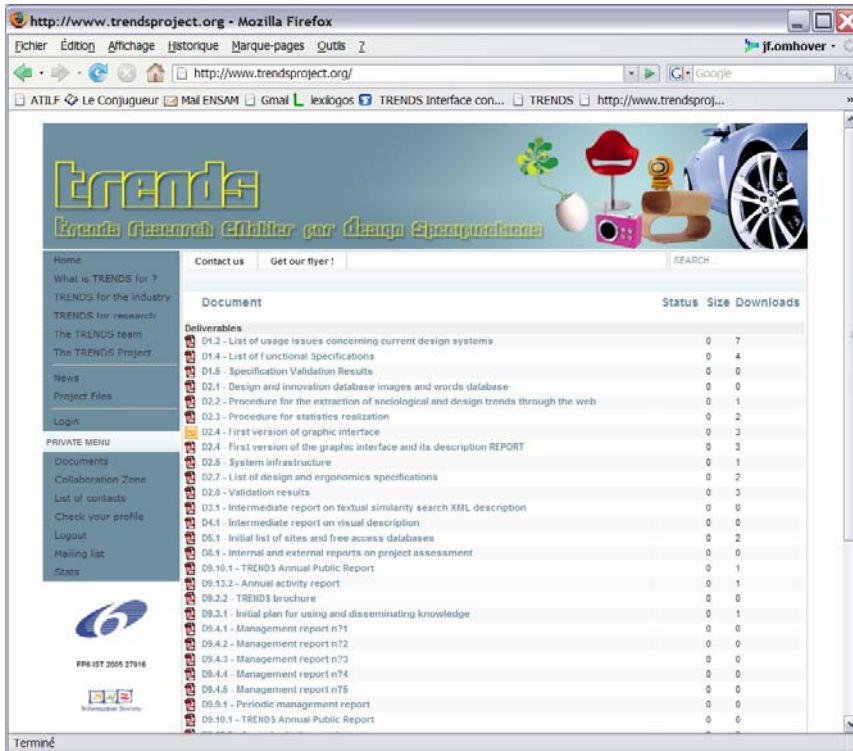 http://www.trendsproject.org - Mozilla Firefox
Fichier Édition Affichage Historique Marque-pages Outils ? jf.omhover
http://www.trendsproject.org/ Google
ATILF Le Conjugueur Mail ENSAM Gmail lexilogos TRENDS Interface con... TRENDS http://www.trendsproj... »
trends
Home
What is TRENDS for ?
TRENDS for the industry
TRENDS for research
The TRENDS team
The TRENDS Project
News
Project Files
Login
PRIVATE MENU
Documents
Collaboration Zone
List of contacts
Check your profile
Logout
Mailing list
Stats
6
FP6 IST 2005 27916
Information Society
Contact us Get our flyer ! SEARCH...
Document Status Size Downloads
Deliverables
D1.2 - List of usage issues concerning current design systems 0 7
D1.4 - List of Functional Specifications 0 4
D1.5 - Specification Validation Results 0 0
D2.1 - Design and innovation database images and words database 0 0
D2.2 - Procedure for the extraction of sociological and design trends through the web 0 1
D2.3 - Procedure for statistics realization 0 2
D2.4 - First version of graphic interface 0 3
D2.4 - First version of the graphic interface and its description REPORT 0 3
D2.5 - System infrastructure 0 1
D2.7 - List of design and ergonomics specifications 0 2
D2.8 - Validation results 0 3
D3.1 - Intermediate report on textual similarity search XML description 0 0
D4.1 - Intermediate report on visual description 0 0
D5.1 - Initial list of sites and free access databases 0 2
D8.1 - Internal and external reports on project assessment 0 0
D9.10.1 - TRENDS Annual Public Report 0 1
D9.13.2 - Annual activity report 0 1
D9.2.2 - TRENDS brochure 0 0
D9.3.1 - Initial plan for using and disseminating knowledge 0 1
D9.4.1 - Management report n?1 0 0
D9.4.2 - Management report n?2 0 0
D9.4.3 - Management report n?3 0 0
D9.4.4 - Management report n?4 0 0
D9.4.5 - Management report n?5 0 0
D9.9.1 - Periodic management report 0 0
D9.10.1 - TRENDS Annual Public Report 0 0
Terminé